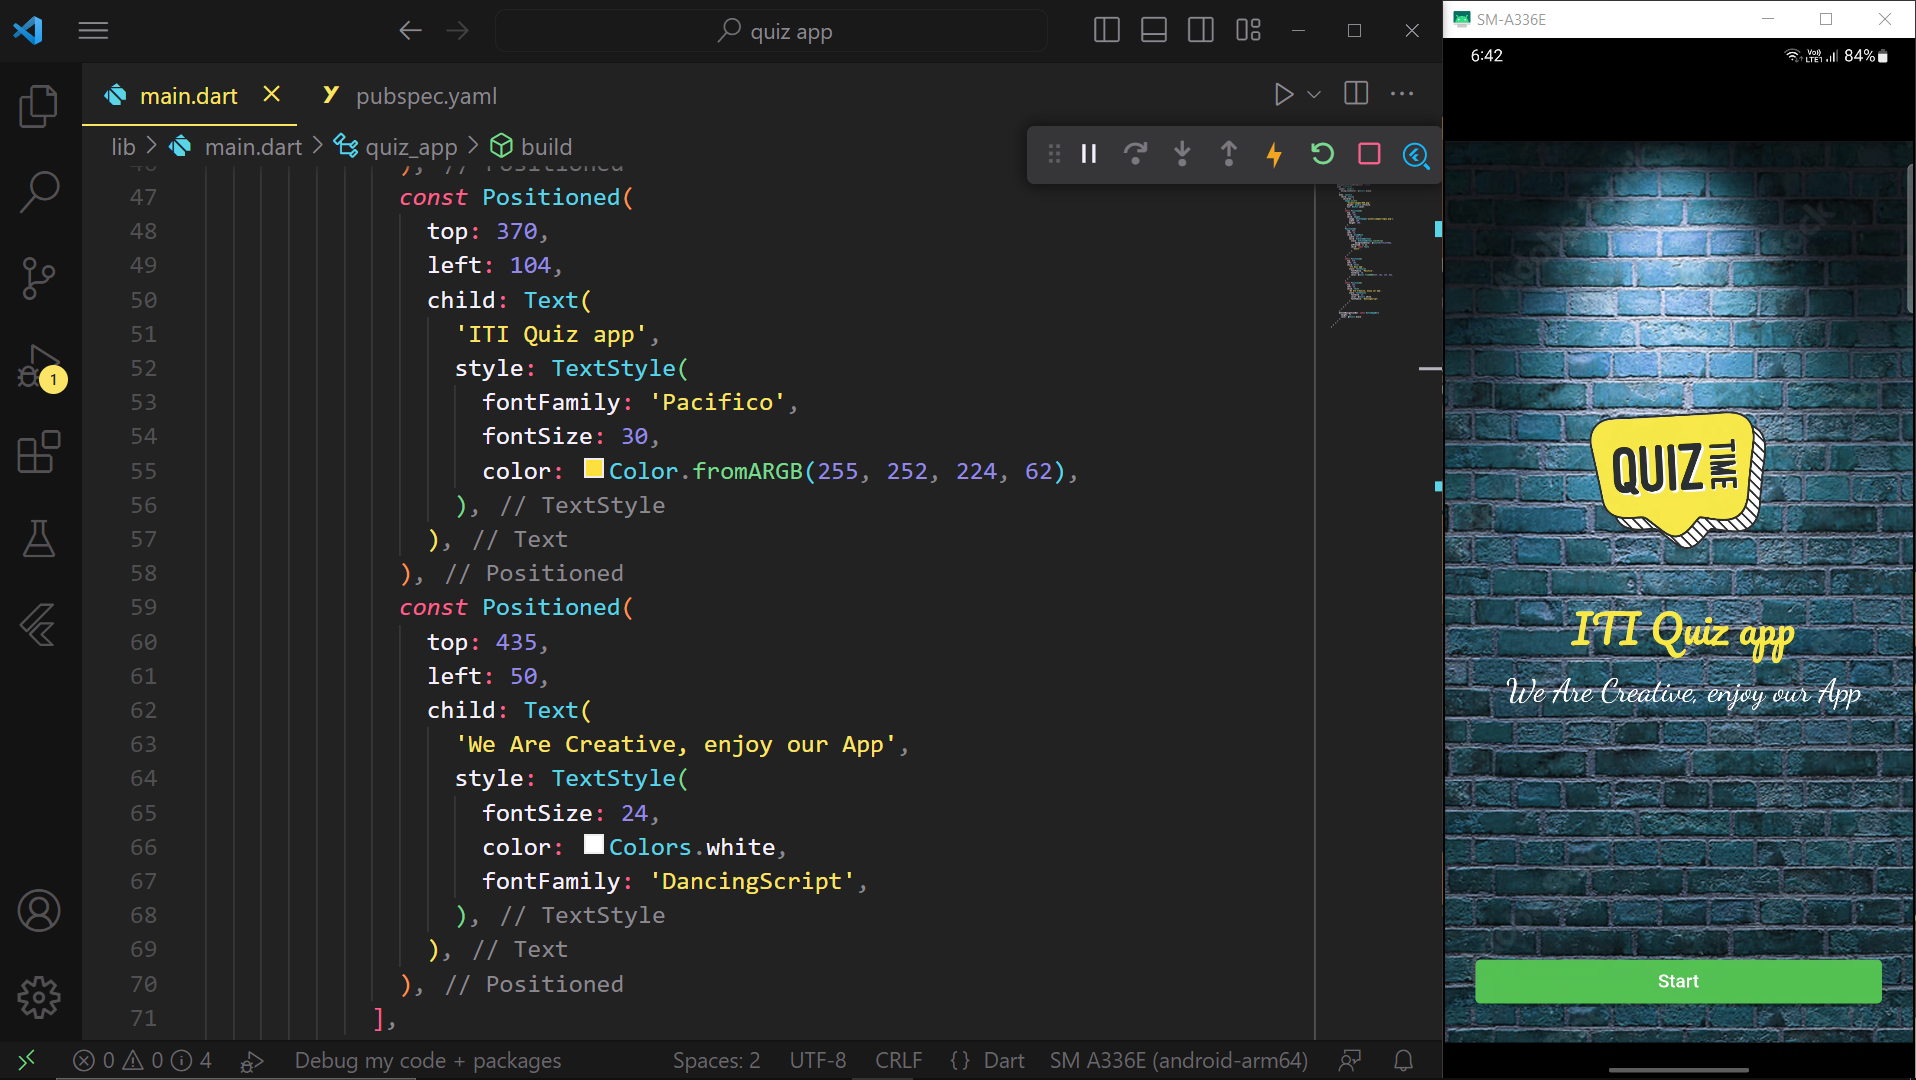 quiz app
main.dart
pubspec.yaml
lib > main.dart > quiz_app > build
46 ), // Positioned
47 const Positioned(
48 top: 370,
49 left: 104,
50 child: Text(
51 'ITI Quiz app',
52 style: TextStyle(
53 fontFamily: 'Pacifico',
54 fontSize: 30,
55 color: Color.fromARGB(255, 252, 224, 62),
56 ), // TextStyle
57 ), // Text
58 ), // Positioned
59 const Positioned(
60 top: 435,
61 left: 50,
62 child: Text(
63 'We Are Creative, enjoy our App',
64 style: TextStyle(
65 fontSize: 24,
66 color: Colors.white,
67 fontFamily: 'DancingScript',
68 ), // TextStyle
69 ), // Text
70 ), // Positioned
71 ],
1
0 0 4 Debug my code + packages Spaces: 2 UTF-8 CRLF {} Dart SM A336E (android-arm64)
SM-A336E
6:42 Vo) LTE1 84%
QUIZ TIME
ITI Quiz app
We Are Creative, enjoy our App
Start